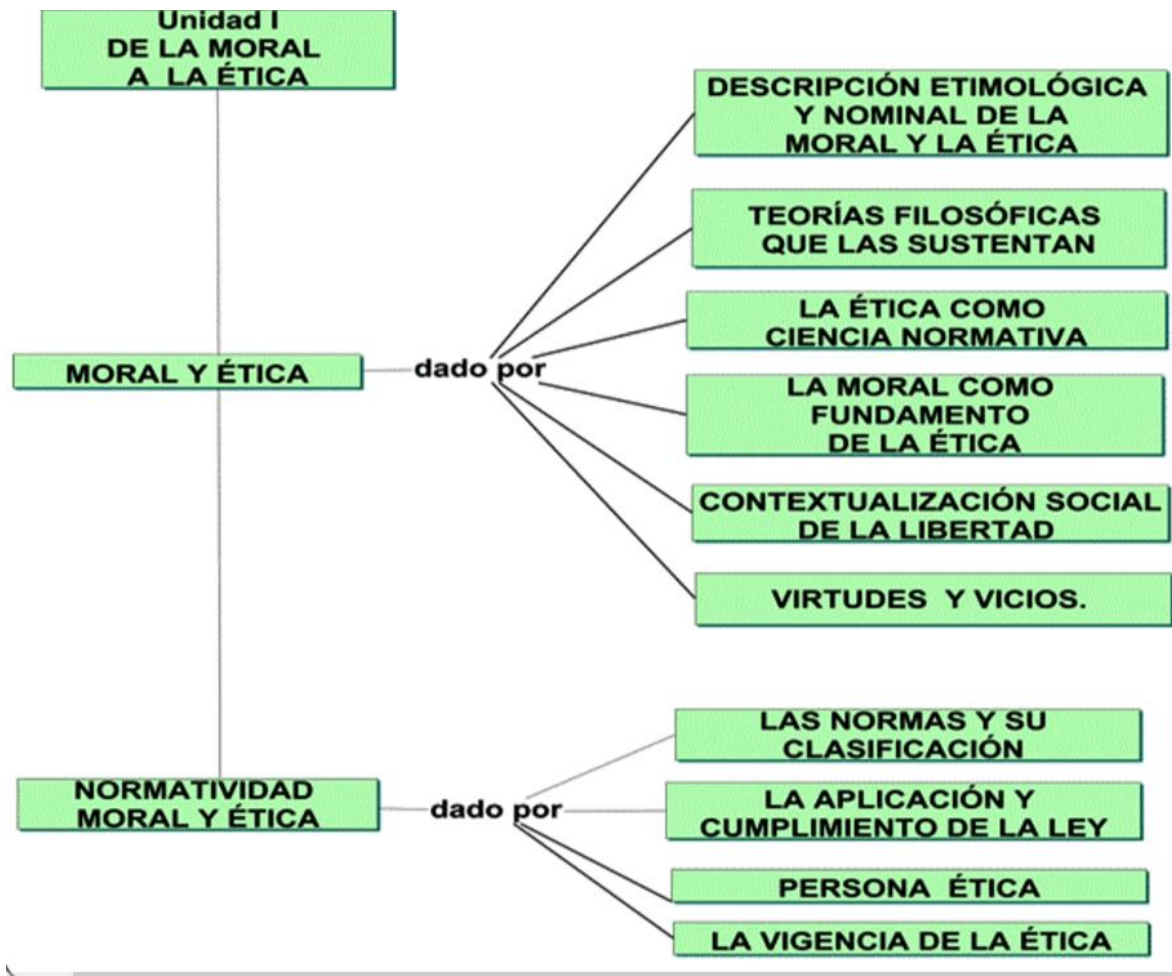 Unidad I
DE LA MORAL
A LA ÉTICA
MORAL Y ÉTICA
dado por
DESCRIPCIÓN ETIMOLÓGICA
Y NOMINAL DE LA
MORAL Y LA ÉTICA
TEORÍAS FILOSÓFICAS
QUE LAS SUSTENTAN
LA ÉTICA COMO
CIENCIA NORMATIVA
LA MORAL COMO
FUNDAMENTO
DE LA ÉTICA
CONTEXTUALIZACIÓN SOCIAL
DE LA LIBERTAD
VIRTUDES Y VICIOS.
NORMATIVIDAD
MORAL Y ÉTICA
dado por
LAS NORMAS Y SU
CLASIFICACIÓN
LA APLICACIÓN Y
CUMPLIMIENTO DE LA LEY
PERSONA ÉTICA
LA VIGENCIA DE LA ÉTICA